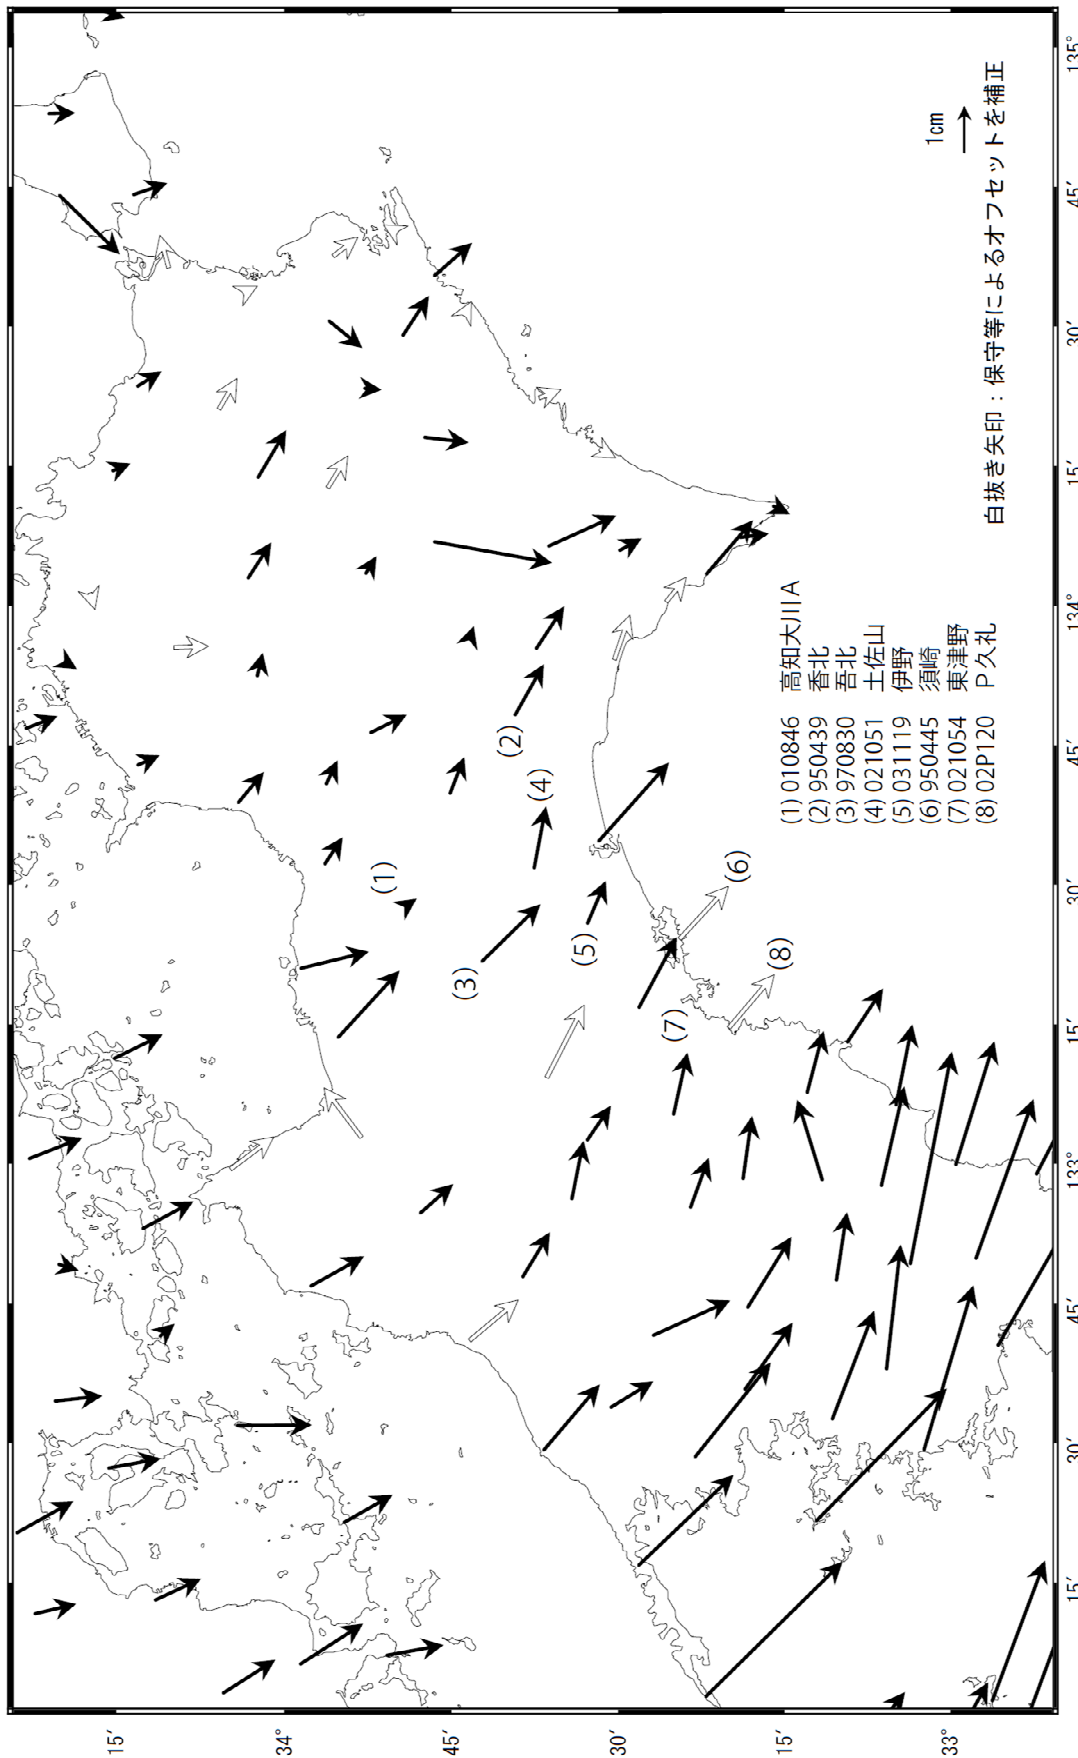 15′
34°
45′
30′
15′
33°
15′
30′
45′
133°
15′
30′
45′
134°
15′
30′
45′
135°
(1)
(2)
(3)
(4)
(5)
(6)
(7)
(8)
(1) 010846 高知大川A
(2) 950439 香北
(3) 970830 吾北
(4) 021051 土佐山
(5) 031119 伊野
(6) 950445 須崎
(7) 021054 東津野
(8) 02P120 P久礼
1cm
白抜き矢印：保守等によるオフセットを補正